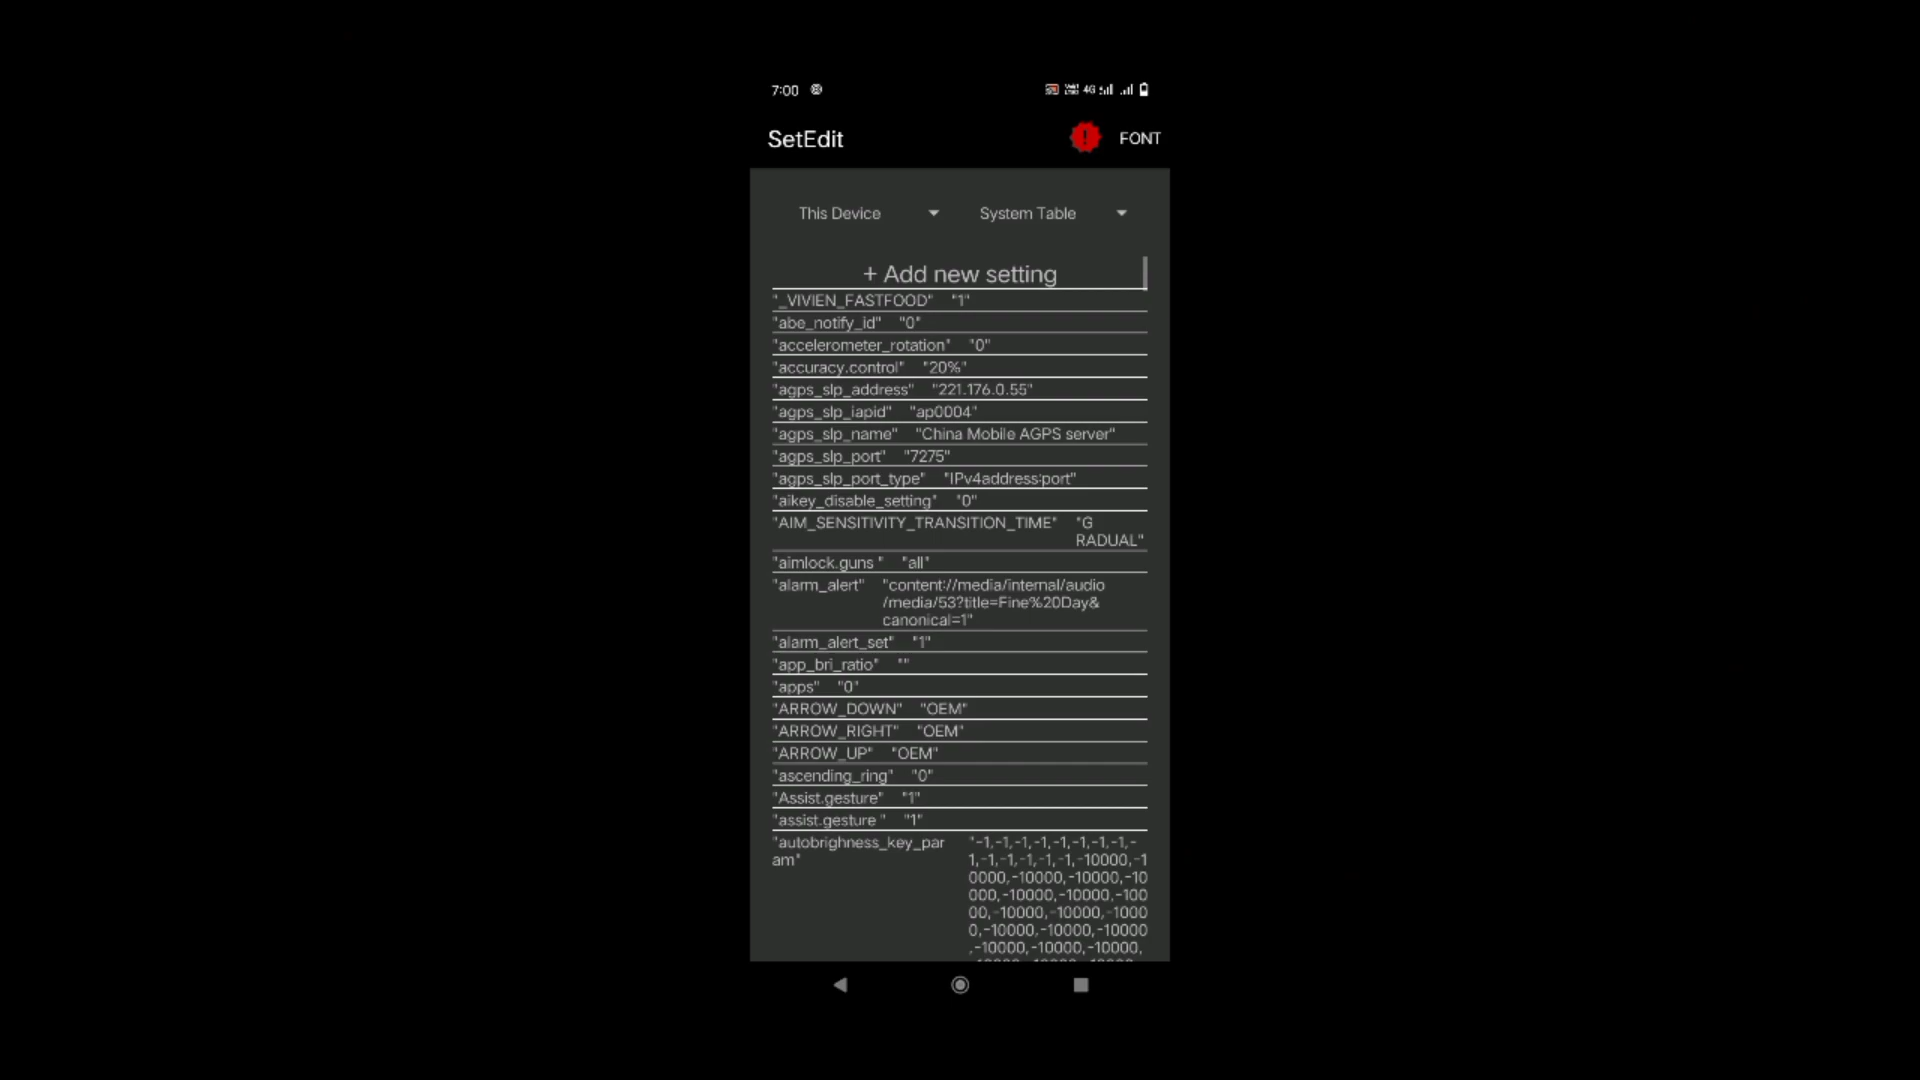 7:00 4G
SetEdit FONT
This Device System Table
+ Add new setting
"_VIVIEN_FASTFOOD" "1"
"abe_notify_id" "0"
"accelerometer_rotation" "0"
"accuracy.control" "20%"
"agps_slp_address" "221.176.0.55"
"agps_slp_iapid" "ap0004"
"agps_slp_name" "China Mobile AGPS server"
"agps_slp_port" "7275"
"agps_slp_port_type" "IPv4address:port"
"aikey_disable_setting" "0"
"AIM_SENSITIVITY_TRANSITION_TIME" "G
RADUAL"
"aimlock.guns " "all"
"alarm_alert" "content://media/internal/audio
/media/53?title=Fine%20Day&
canonical=1"
"alarm_alert_set" "1"
"app_bri_ratio" ""
"apps" "0"
"ARROW_DOWN" "OEM"
"ARROW_RIGHT" "OEM"
"ARROW_UP" "OEM"
"ascending_ring" "0"
"Assist.gesture" "1"
"assist.gesture " "1"
"autobrighness_key_par "-1,-1,-1,-1,-1,-1,-1,-1,-
am" 1,-1,-1,-1,-1,-1,-10000,-1
0000,-10000,-10000,-10
000,-10000,-10000,-100
00,-10000,-10000,-1000
0,-10000,-10000,-10000
,-10000,-10000,-10000,